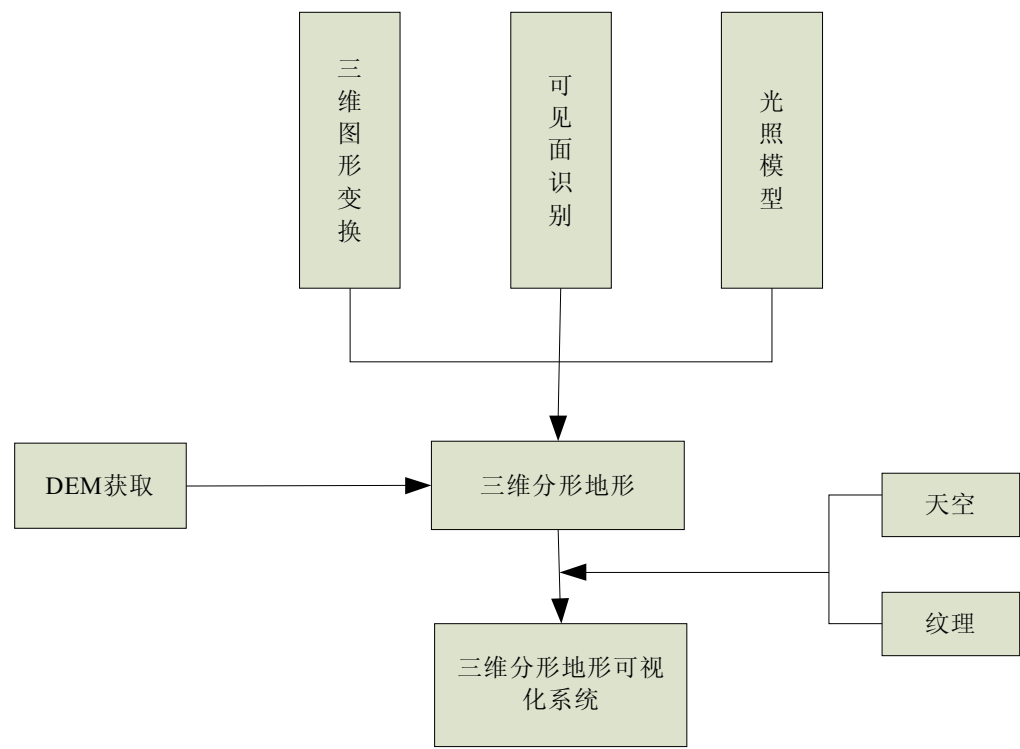 三维图形变换
可见面识别
光照模型
DEM获取
三维分形地形
天空
纹理
三维分形地形可视
化系统